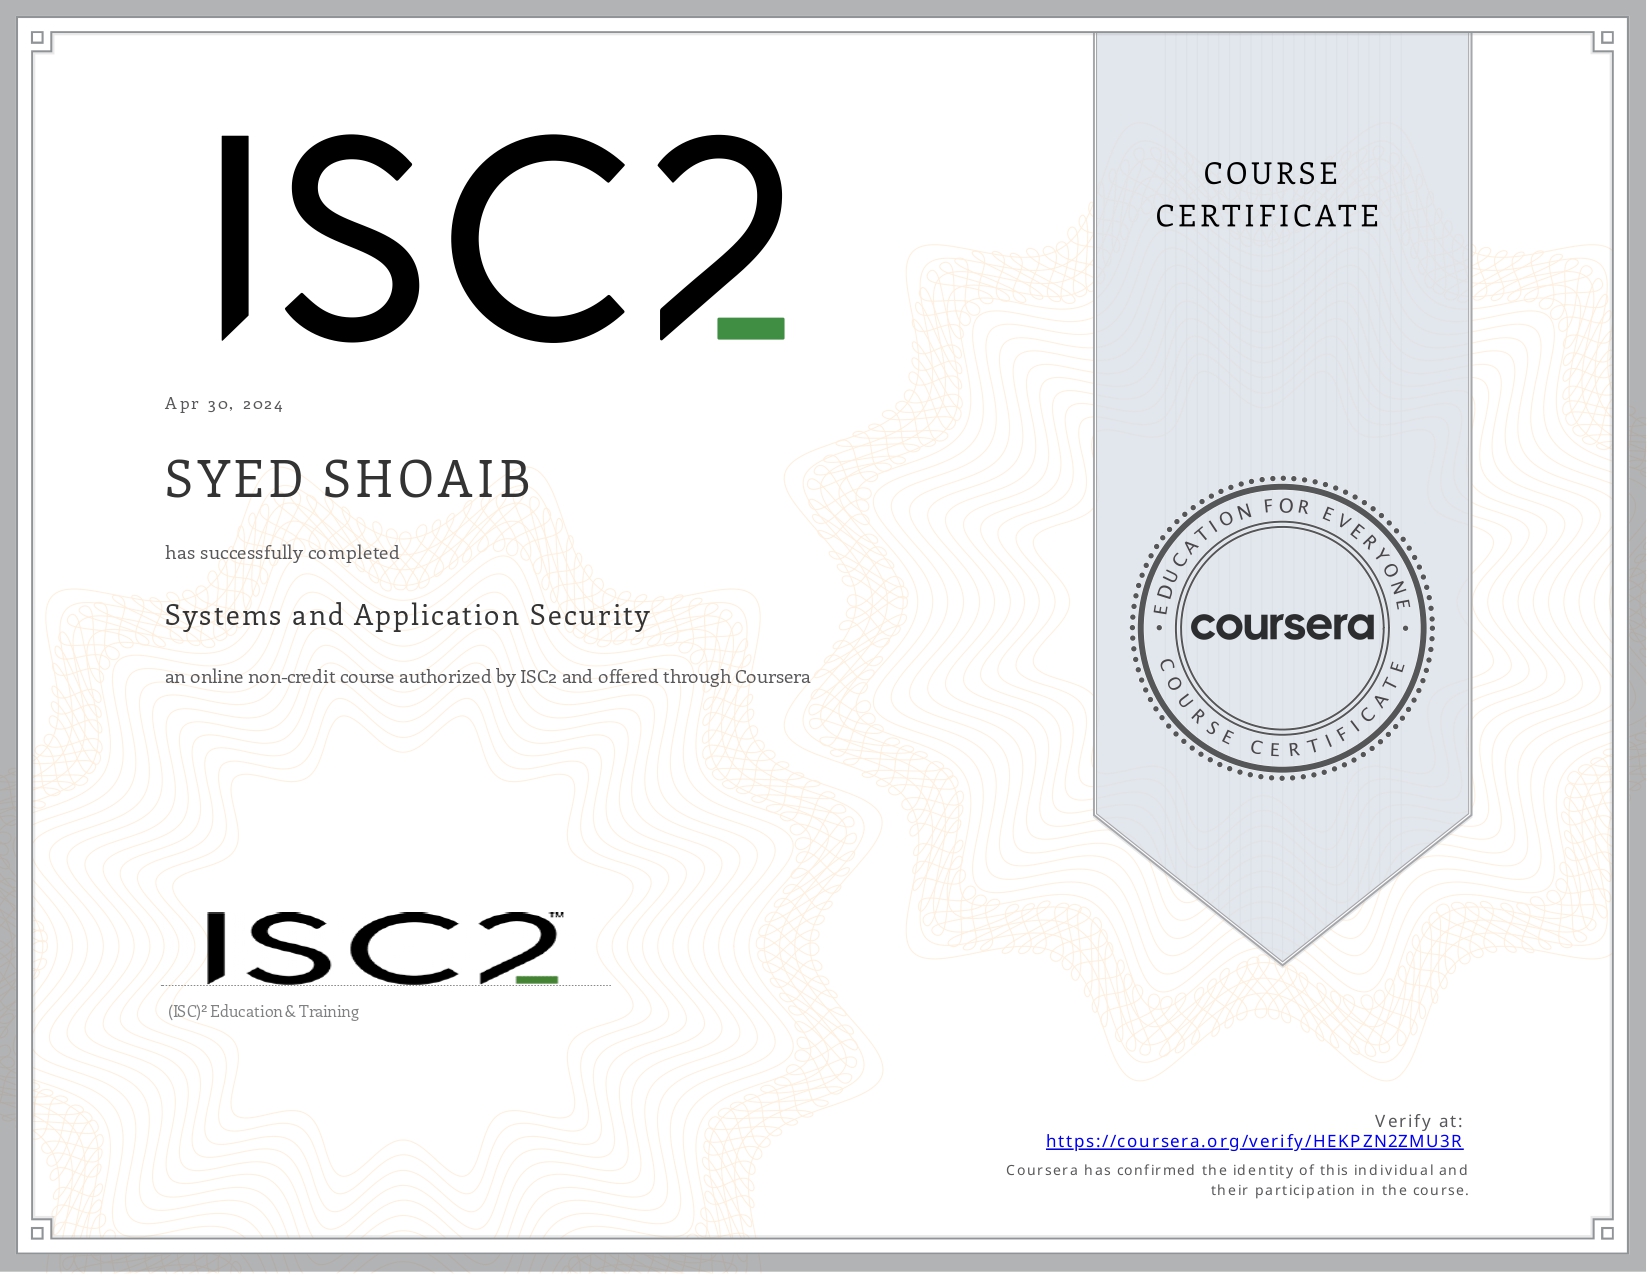 ISC2
COURSE
CERTIFICATE
Apr 30, 2024
SYED SHOAIB
has successfully completed
Systems and Application Security
an online non-credit course authorized by ISC2 and offered through Coursera
• EDUCATION FOR EVERYONE •
coursera
COURSE CERTIFICATE
ISC2™
(ISC)² Education & Training
Verify at:
https://coursera.org/verify/HEKPZN2ZMU3R
Coursera has confirmed the identity of this individual and
their participation in the course.